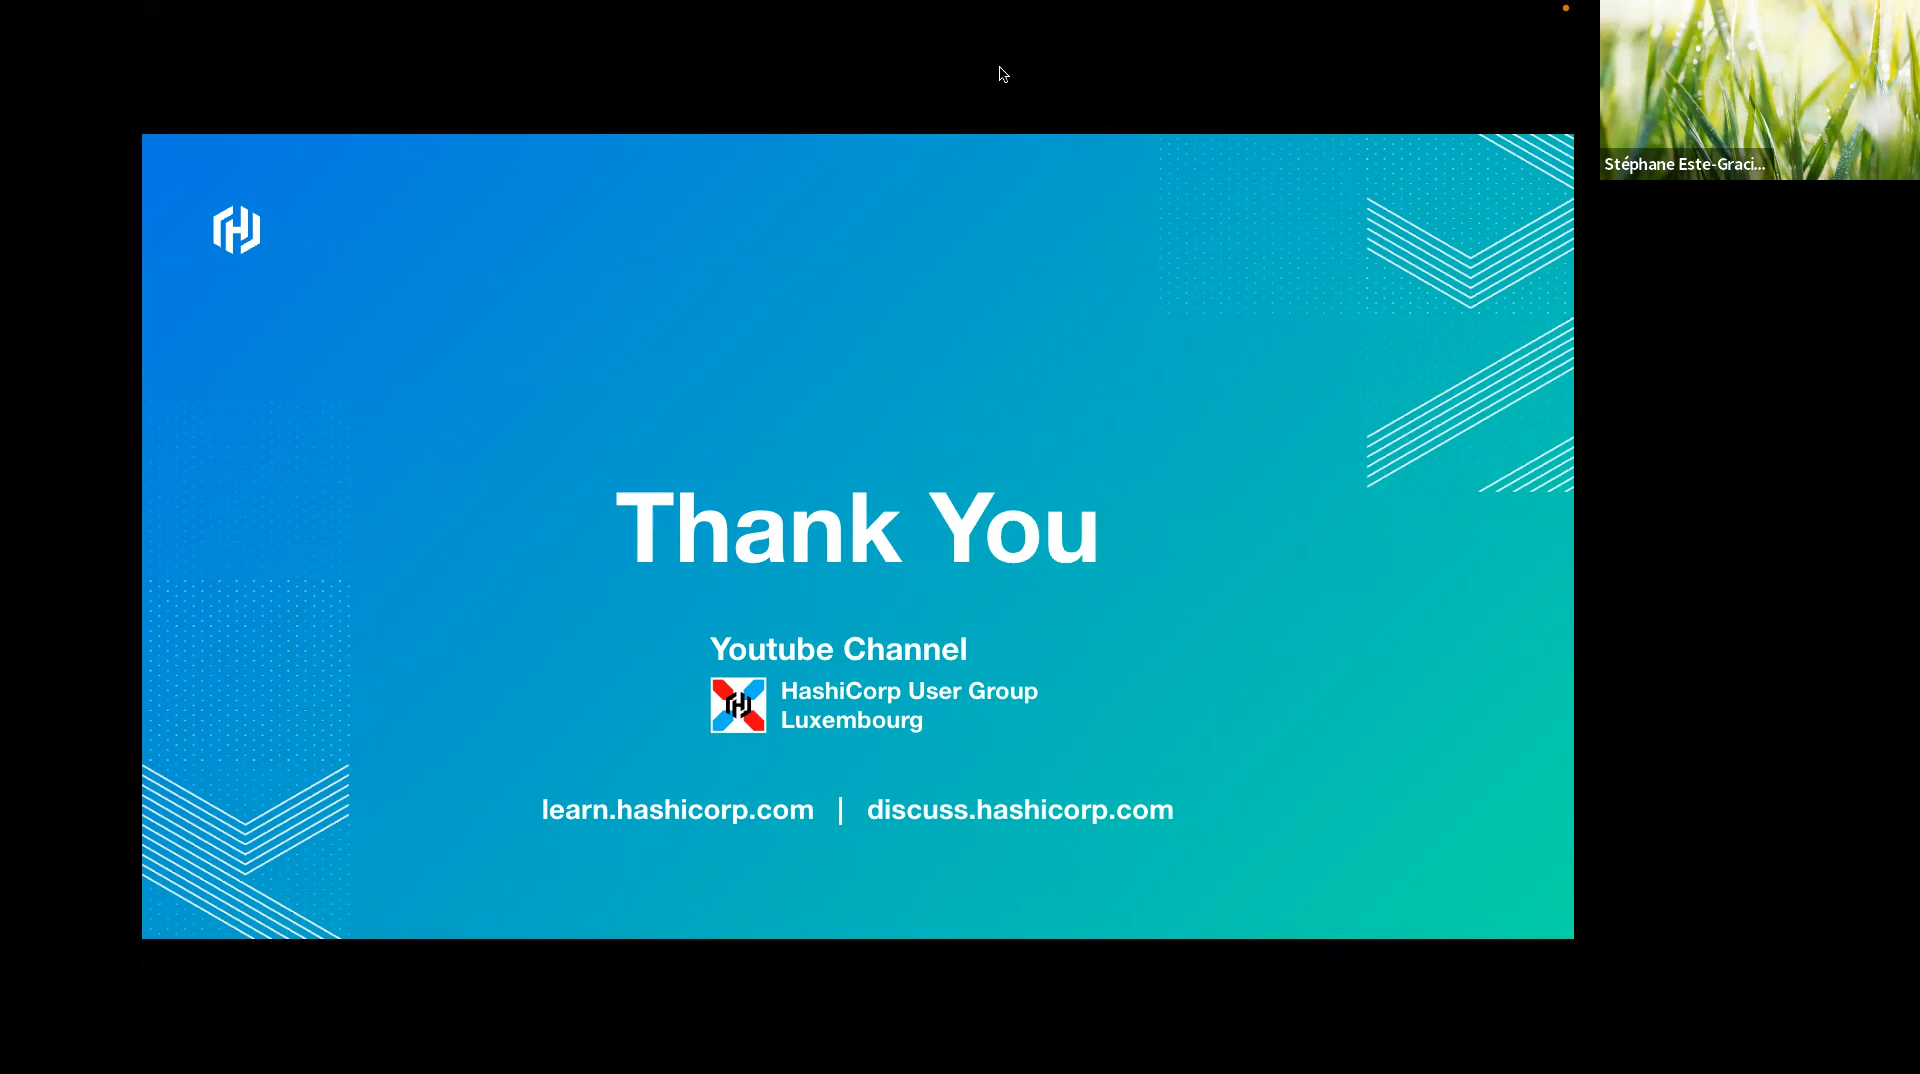 Stéphane Este-Graci...
Thank You
Youtube Channel
HashiCorp User Group
Luxembourg
learn.hashicorp.com | discuss.hashicorp.com